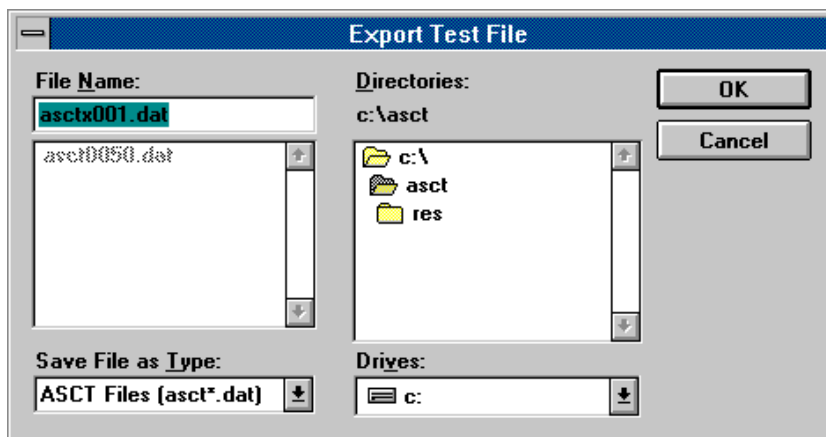 Export Test File
File Name:
asctx001.dat
asct0050.dat
Directories:
c:\asct
c:\
asct
res
OK
Cancel
Save File as Type:
ASCT Files (asct*.dat)
Drives:
c: